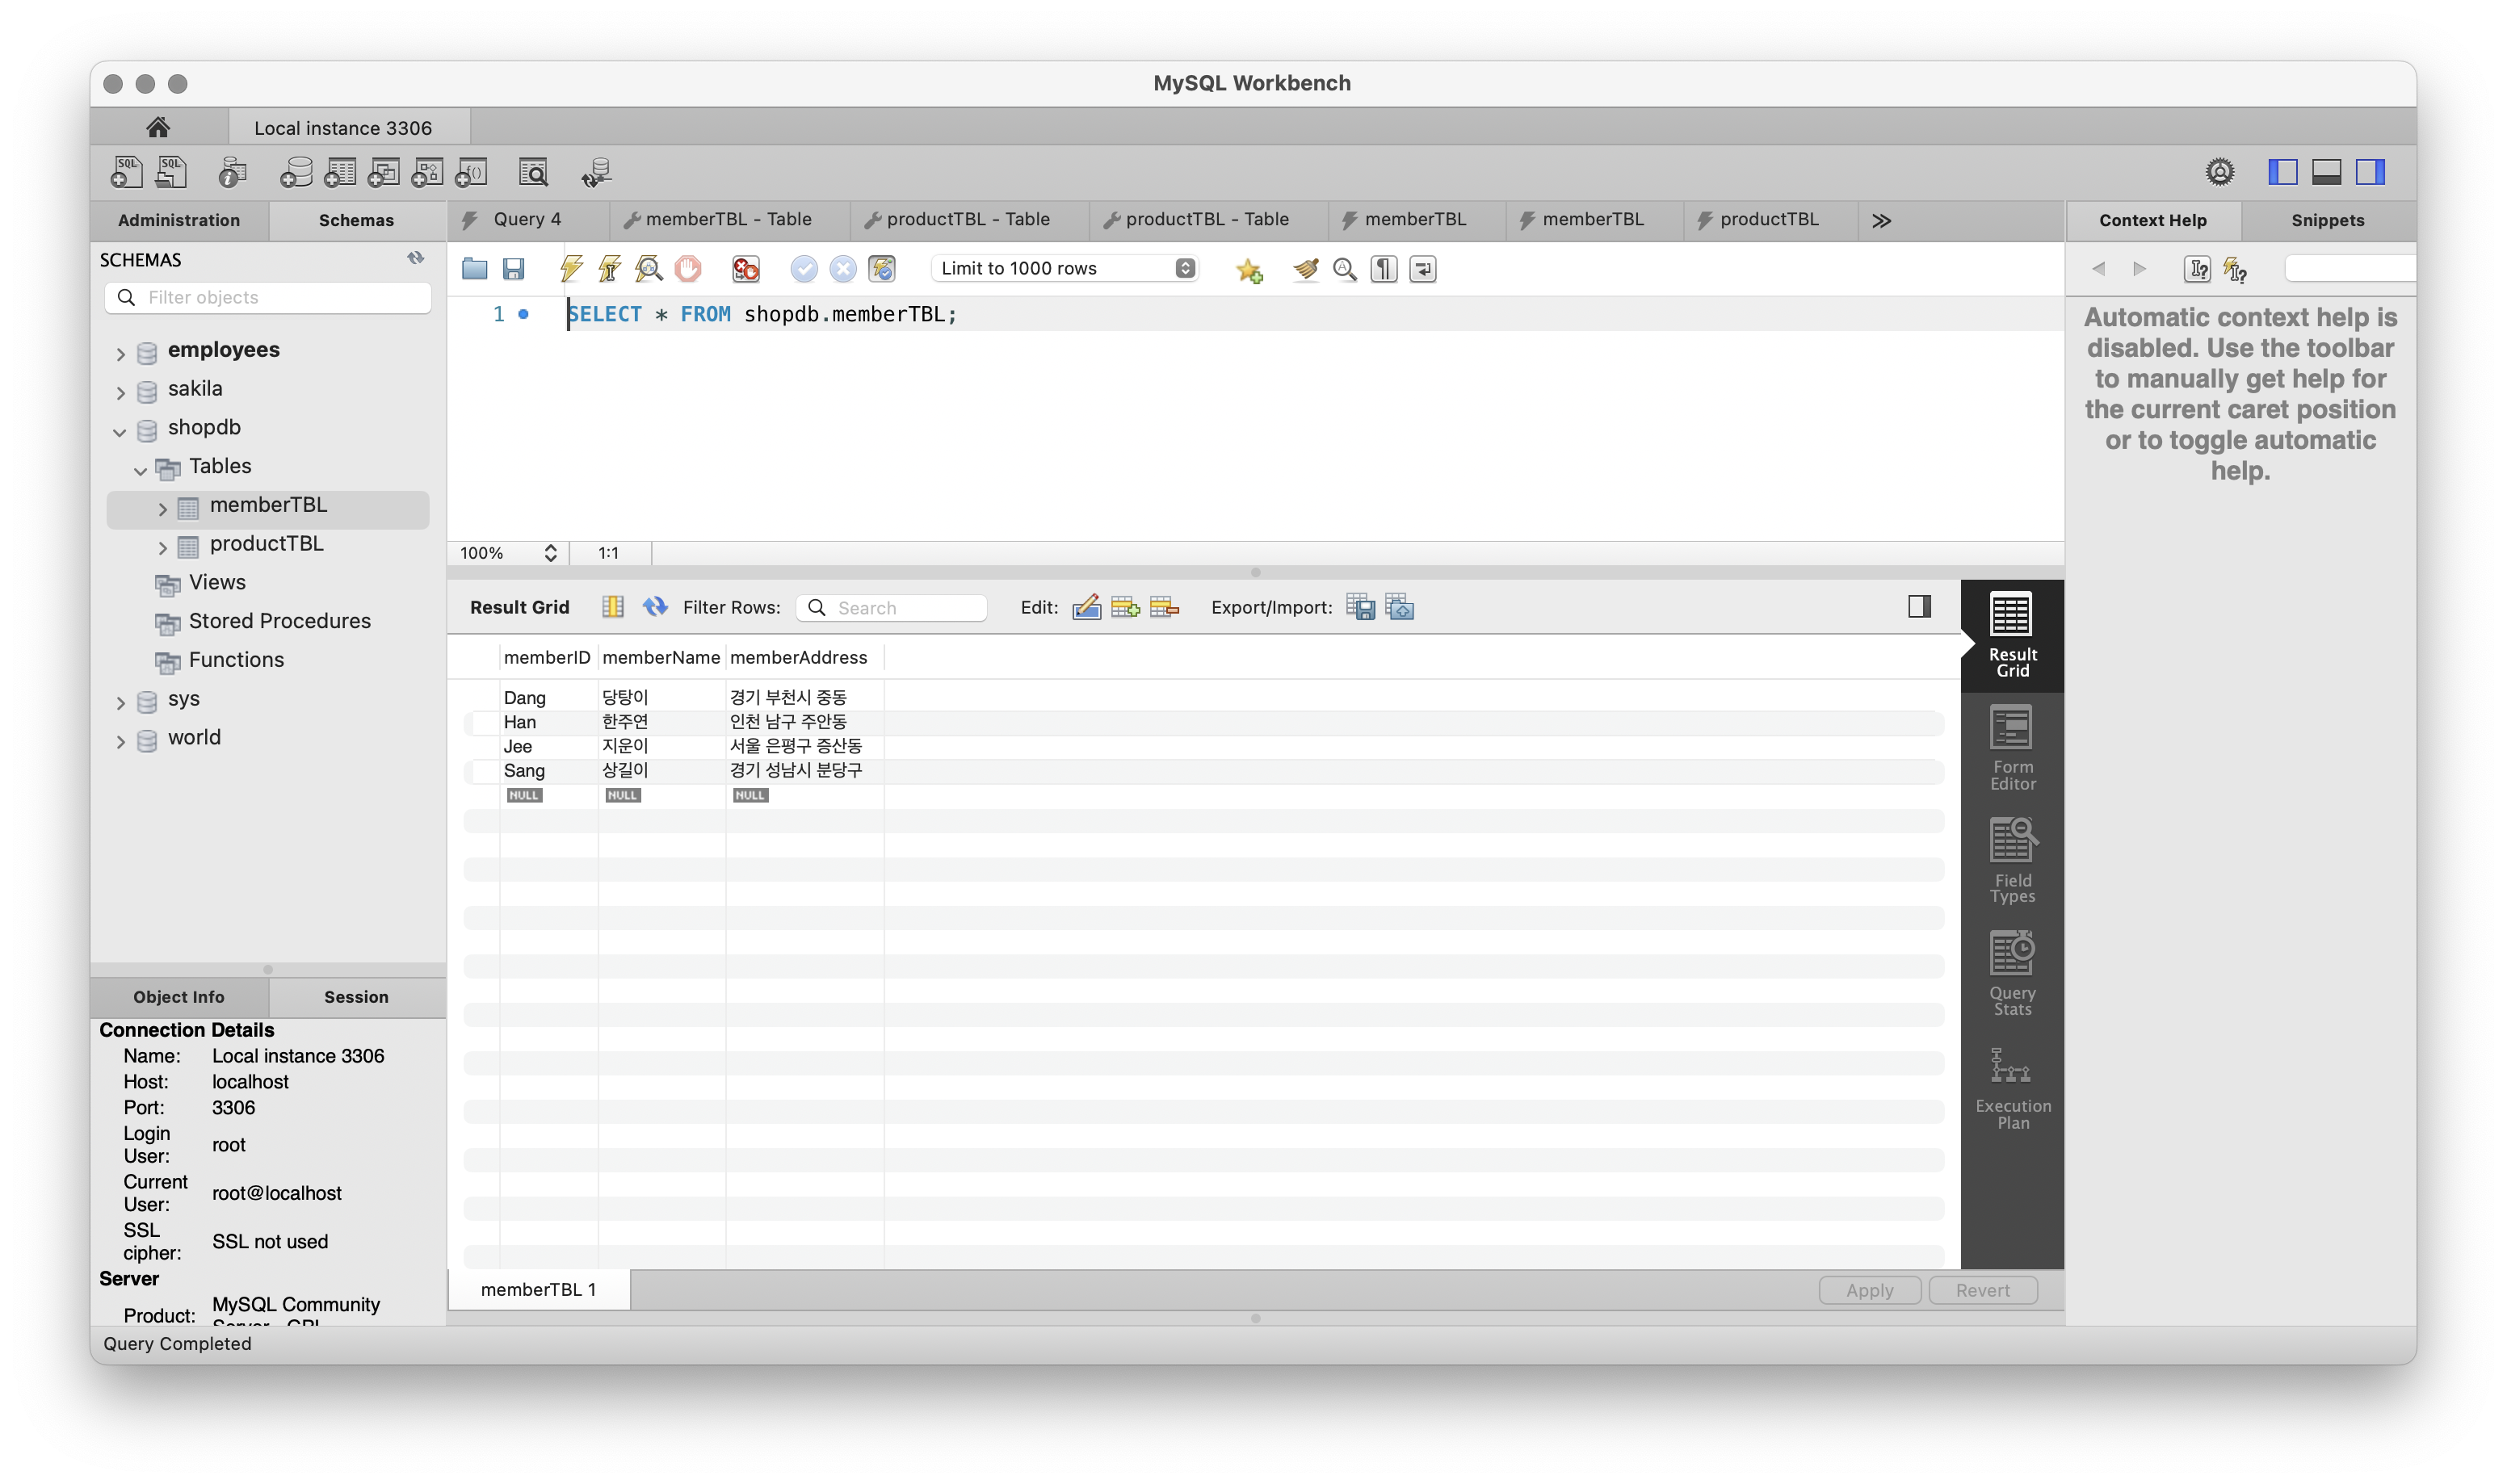 MySQL Workbench
Local instance 3306
Administration Schemas
Query 4 memberTBL - Table productTBL - Table productTBL - Table memberTBL memberTBL productTBL
Context Help Snippets
SCHEMAS
Filter objects
Limit to 1000 rows
1 SELECT * FROM shopdb.memberTBL;
Automatic context help is
disabled. Use the toolbar
to manually get help for
the current caret position
or to toggle automatic
help.
employees
sakila
shopdb
Tables
memberTBL
productTBL
Views
Stored Procedures
Functions
sys
world
100% 1:1
Result Grid Filter Rows: Search Edit: Export/Import:
memberID memberName memberAddress
Dang 당탕이 경기 부천시 중동
Han 한주연 인천 남구 주안동
Jee 지운이 서울 은평구 증산동
Sang 상길이 경기 성남시 분당구
NULL NULL NULL
Result
Grid
Form
Editor
Field
Types
Query
Stats
Execution
Plan
Object Info Session
Connection Details
Name: Local instance 3306
Host: localhost
Port: 3306
Login
User: root
Current
User: root@localhost
SSL
cipher: SSL not used
Server
Product: MySQL Community
Server - GPL
memberTBL 1
Apply Revert
Query Completed